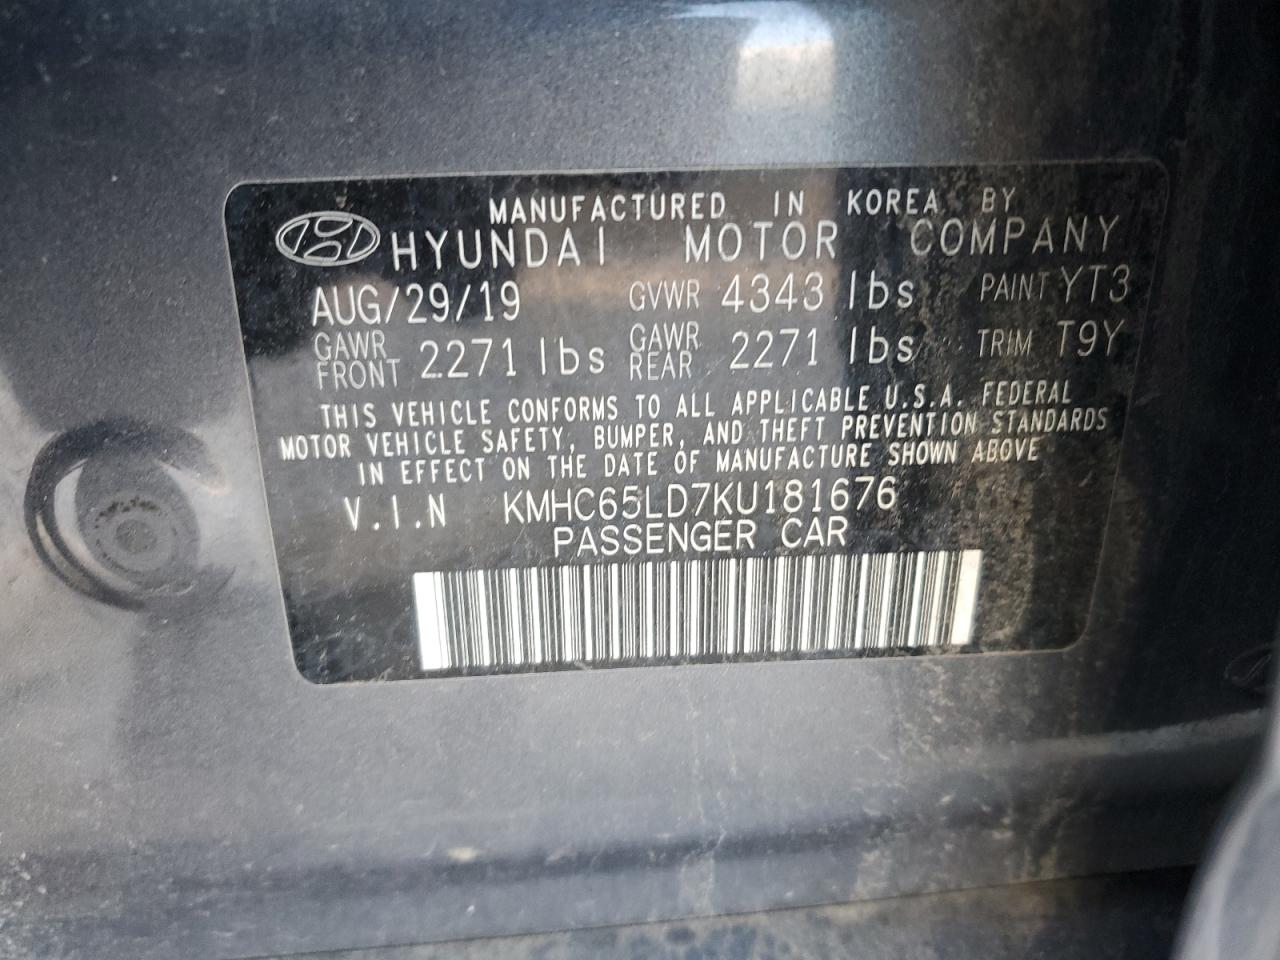 MANUFACTURED IN KOREA BY
HYUNDAI MOTOR COMPANY
AUG/29/19 GVWR 4343 lbs PAINT YT3
GAWR FRONT 2271 lbs GAWR REAR 2271 lbs TRIM T9Y
THIS VEHICLE CONFORMS TO ALL APPLICABLE U.S.A. FEDERAL
MOTOR VEHICLE SAFETY, BUMPER, AND THEFT PREVENTION STANDARDS
IN EFFECT ON THE DATE OF MANUFACTURE SHOWN ABOVE
V.I.N KMHC65LD7KU181676
PASSENGER CAR